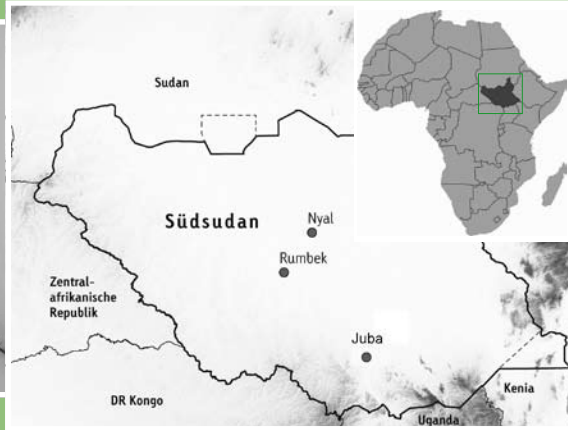 Sudan
Südsudan
Nyal
Rumbek
Zentral-
afrikanische
Republik
Juba
DR Kongo
Kenia
Uganda